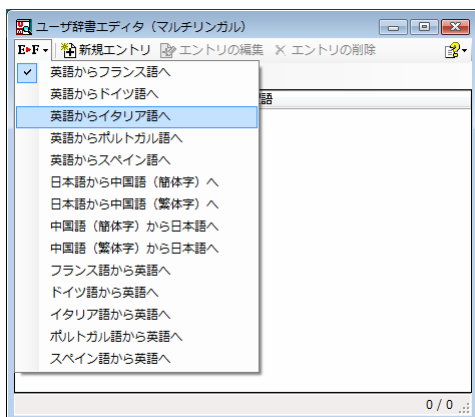 ユーザ辞書エディタ（マルチリンガル）
E▸F 新規エントリ エントリの編集 エントリの削除
英語からフランス語へ
英語からドイツ語へ
語
英語からイタリア語へ
英語からポルトガル語へ
英語からスペイン語へ
日本語から中国語（簡体字）へ
日本語から中国語（繁体字）へ
中国語（簡体字）から日本語へ
中国語（繁体字）から日本語へ
フランス語から英語へ
ドイツ語から英語へ
イタリア語から英語へ
ポルトガル語から英語へ
スペイン語から英語へ
0 / 0